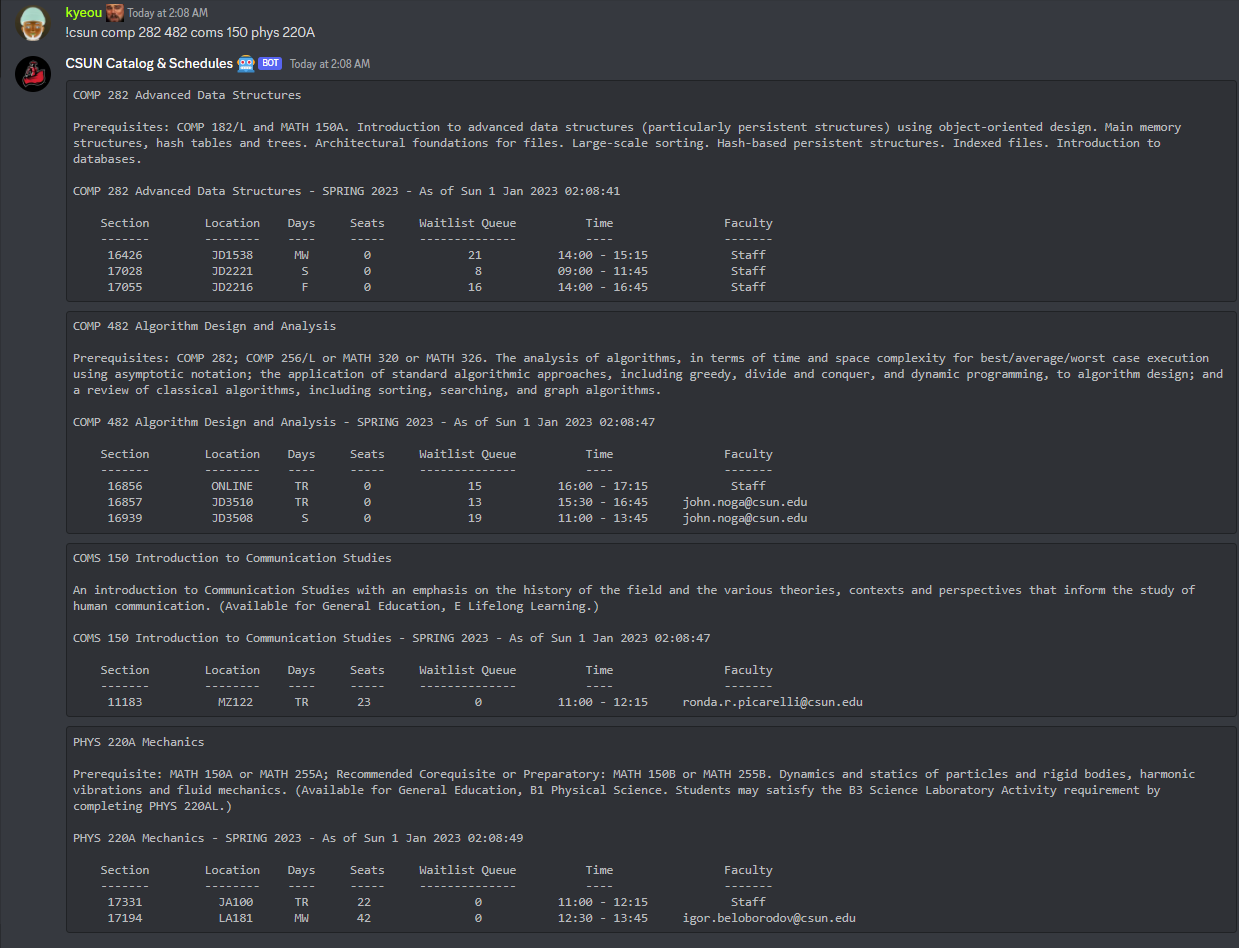 kyeou Today at 2:08 AM
!csun comp 282 482 coms 150 phys 220A
CSUN Catalog & Schedules BOT Today at 2:08 AM
COMP 282 Advanced Data Structures
Prerequisites: COMP 182/L and MATH 150A. Introduction to advanced data structures (particularly persistent structures) using object-oriented design. Main memory
structures, hash tables and trees. Architectural foundations for files. Large-scale sorting. Hash-based persistent structures. Indexed files. Introduction to
databases.
COMP 282 Advanced Data Structures - SPRING 2023 - As of Sun 1 Jan 2023 02:08:41
Section Location Days Seats Waitlist Queue Time Faculty
------- -------- ---- ----- -------------- ---- -------
16426 JD1538 MW 0 21 14:00 - 15:15 Staff
17028 JD2221 S 0 8 09:00 - 11:45 Staff
17055 JD2216 F 0 16 14:00 - 16:45 Staff
COMP 482 Algorithm Design and Analysis
Prerequisites: COMP 282; COMP 256/L or MATH 320 or MATH 326. The analysis of algorithms, in terms of time and space complexity for best/average/worst case execution
using asymptotic notation; the application of standard algorithmic approaches, including greedy, divide and conquer, and dynamic programming, to algorithm design; and
a review of classical algorithms, including sorting, searching, and graph algorithms.
COMP 482 Algorithm Design and Analysis - SPRING 2023 - As of Sun 1 Jan 2023 02:08:47
Section Location Days Seats Waitlist Queue Time Faculty
------- -------- ---- ----- -------------- ---- -------
16856 ONLINE TR 0 15 16:00 - 17:15 Staff
16857 JD3510 TR 0 13 15:30 - 16:45 john.noga@csun.edu
16939 JD3508 S 0 19 11:00 - 13:45 john.noga@csun.edu
COMS 150 Introduction to Communication Studies
An introduction to Communication Studies with an emphasis on the history of the field and the various theories, contexts and perspectives that inform the study of
human communication. (Available for General Education, E Lifelong Learning.)
COMS 150 Introduction to Communication Studies - SPRING 2023 - As of Sun 1 Jan 2023 02:08:47
Section Location Days Seats Waitlist Queue Time Faculty
------- -------- ---- ----- -------------- ---- -------
11183 MZ122 TR 23 0 11:00 - 12:15 ronda.r.picarelli@csun.edu
PHYS 220A Mechanics
Prerequisite: MATH 150A or MATH 255A; Recommended Corequisite or Preparatory: MATH 150B or MATH 255B. Dynamics and statics of particles and rigid bodies, harmonic
vibrations and fluid mechanics. (Available for General Education, B1 Physical Science. Students may satisfy the B3 Science Laboratory Activity requirement by
completing PHYS 220AL.)
PHYS 220A Mechanics - SPRING 2023 - As of Sun 1 Jan 2023 02:08:49
Section Location Days Seats Waitlist Queue Time Faculty
------- -------- ---- ----- -------------- ---- -------
17331 JA100 TR 22 0 11:00 - 12:15 Staff
17194 LA181 MW 42 0 12:30 - 13:45 igor.beloborodov@csun.edu